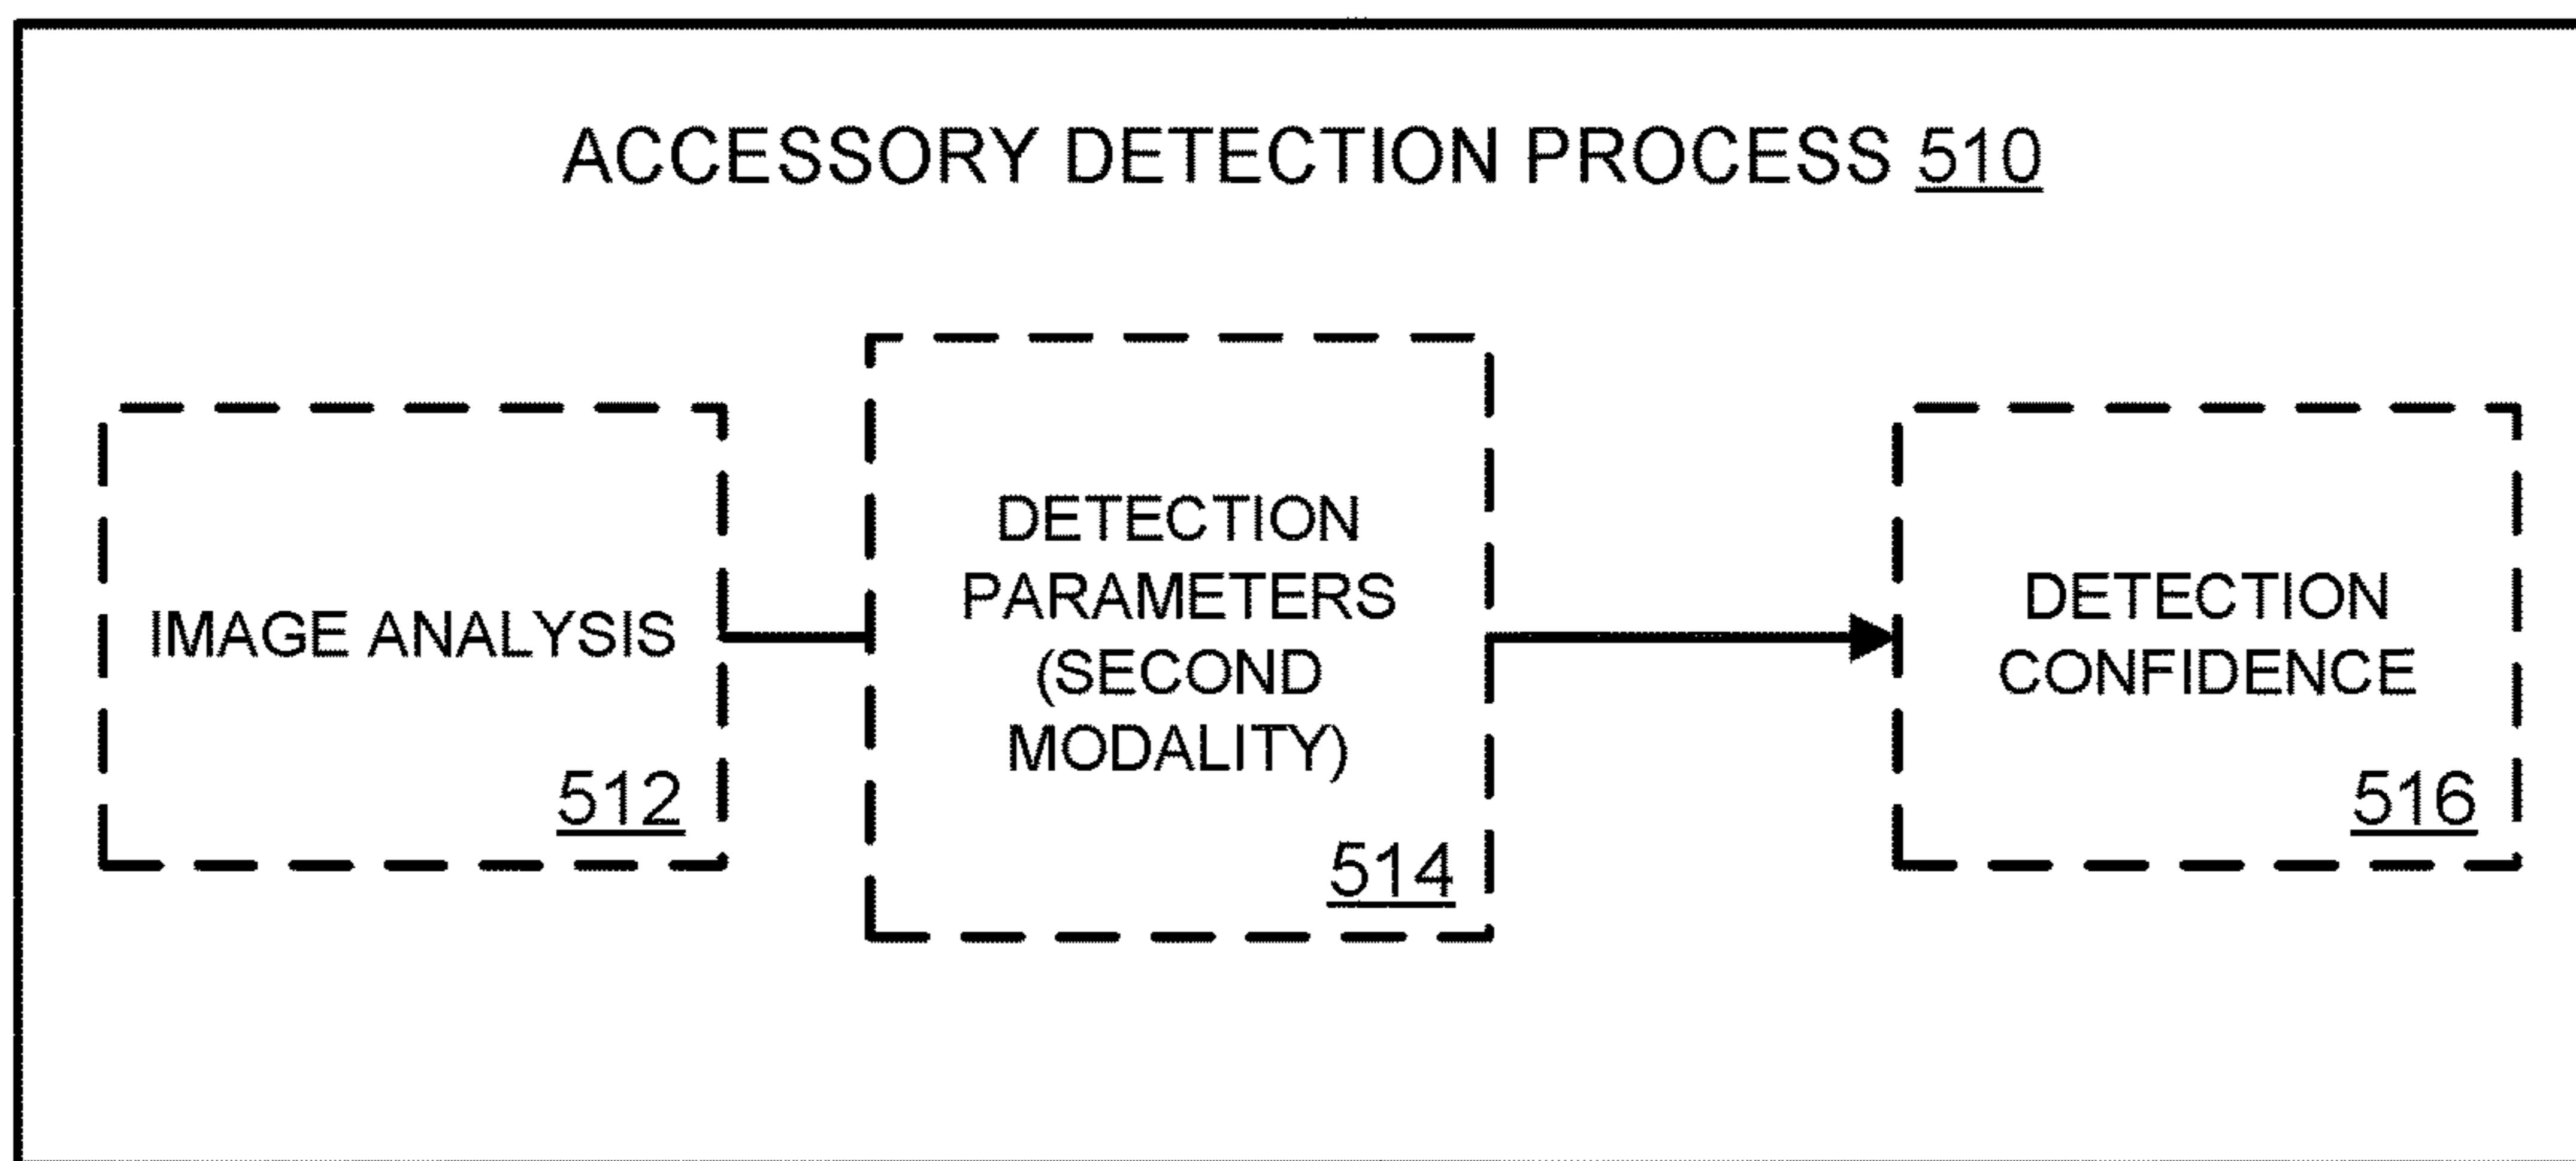 ACCESSORY DETECTION PROCESS 510
IMAGE ANALYSIS
512
DETECTION
PARAMETERS
(SECOND
MODALITY)
514
DETECTION
CONFIDENCE
516